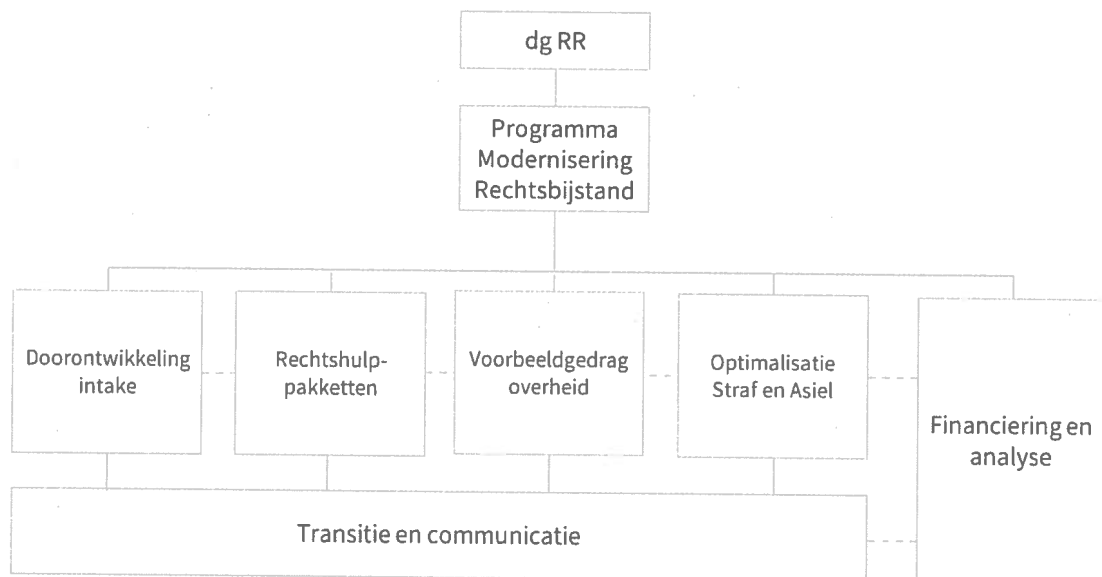 dg RR
Programma
Modernisering
Rechtsbijstand
Doorontwikkeling
intake
Rechtshulp-
pakketten
Voorbeeldgedrag
overheid
Optimalisatie
Straf en Asiel
Financiering en
analyse
Transitie en communicatie